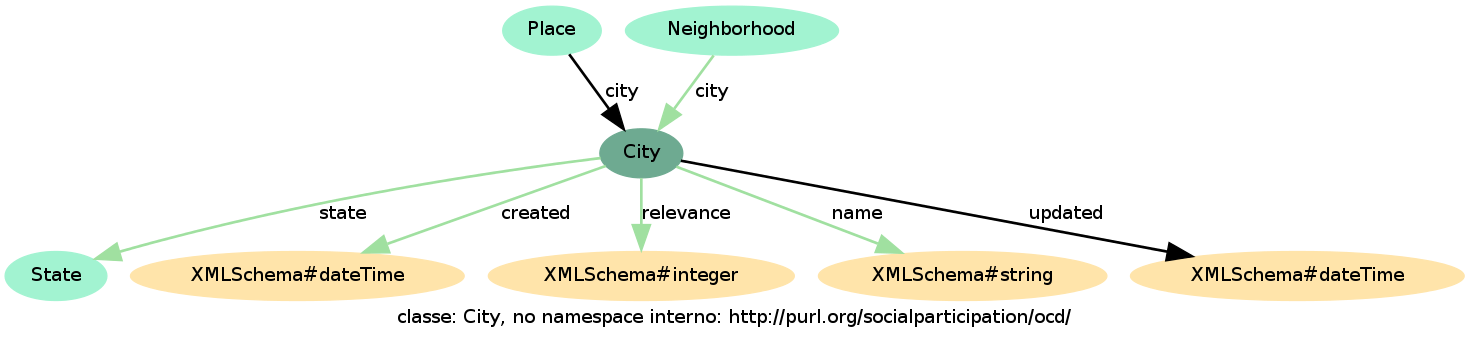 Place
Neighborhood
city
city
City
state
created
relevance
name
updated
State
XMLSchema#dateTime
XMLSchema#integer
XMLSchema#string
XMLSchema#dateTime
classe: City, no namespace interno: http://purl.org/socialparticipation/ocd/